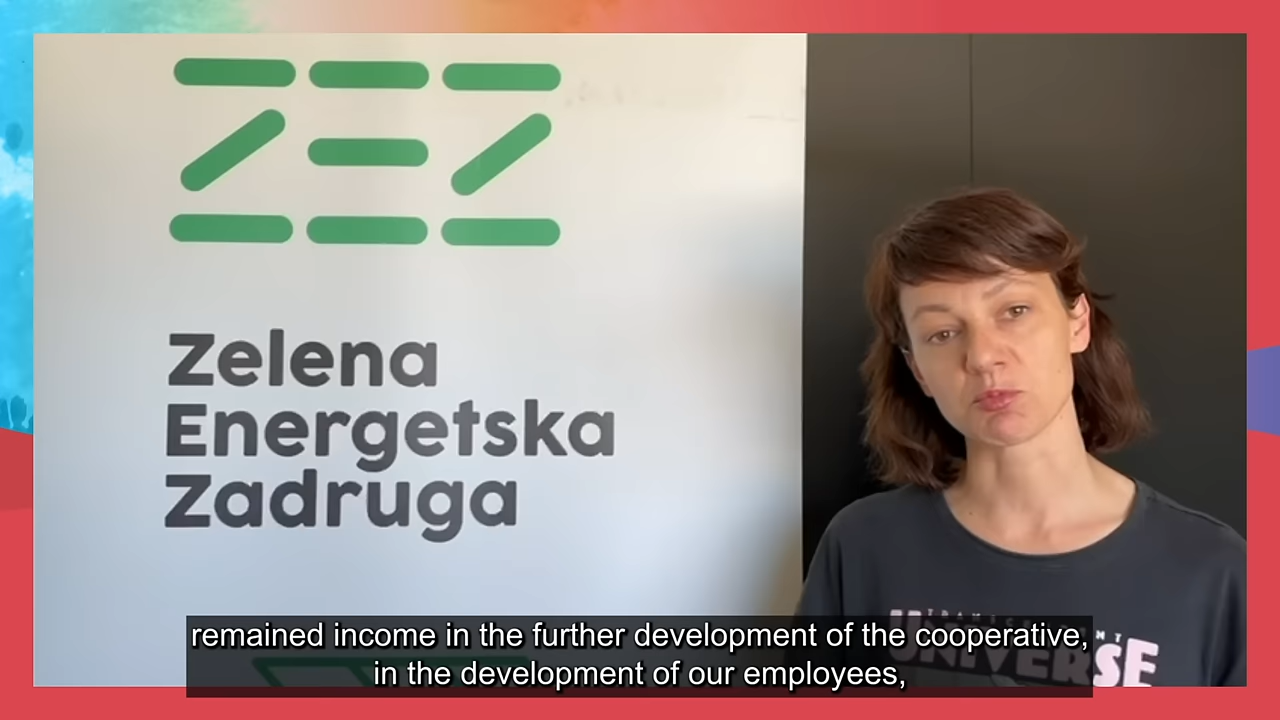 ZEZ
Zelena
Energetska
Zadruga
UNIVERSE
remained income in the further development of the cooperative,
in the development of our employees,